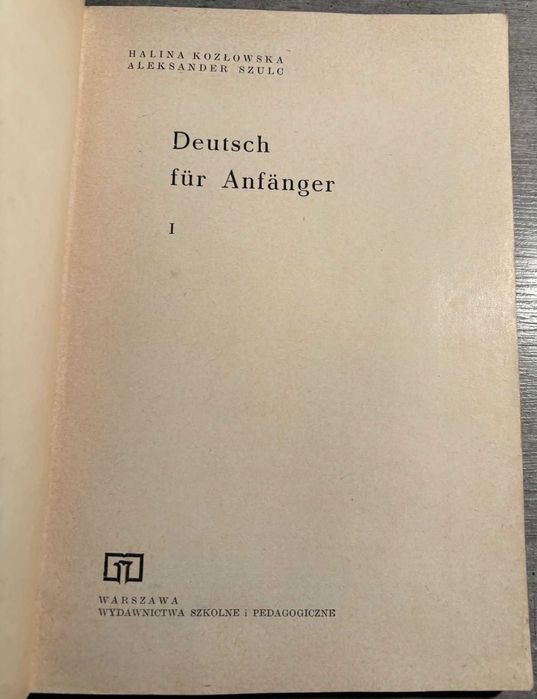 HALINA KOZŁOWSKA
ALEKSANDER SZULC
Deutsch
für Anfänger
I
WARSZAWA
WYDAWNICTWA SZKOLNE i PEDAGOGICZNE